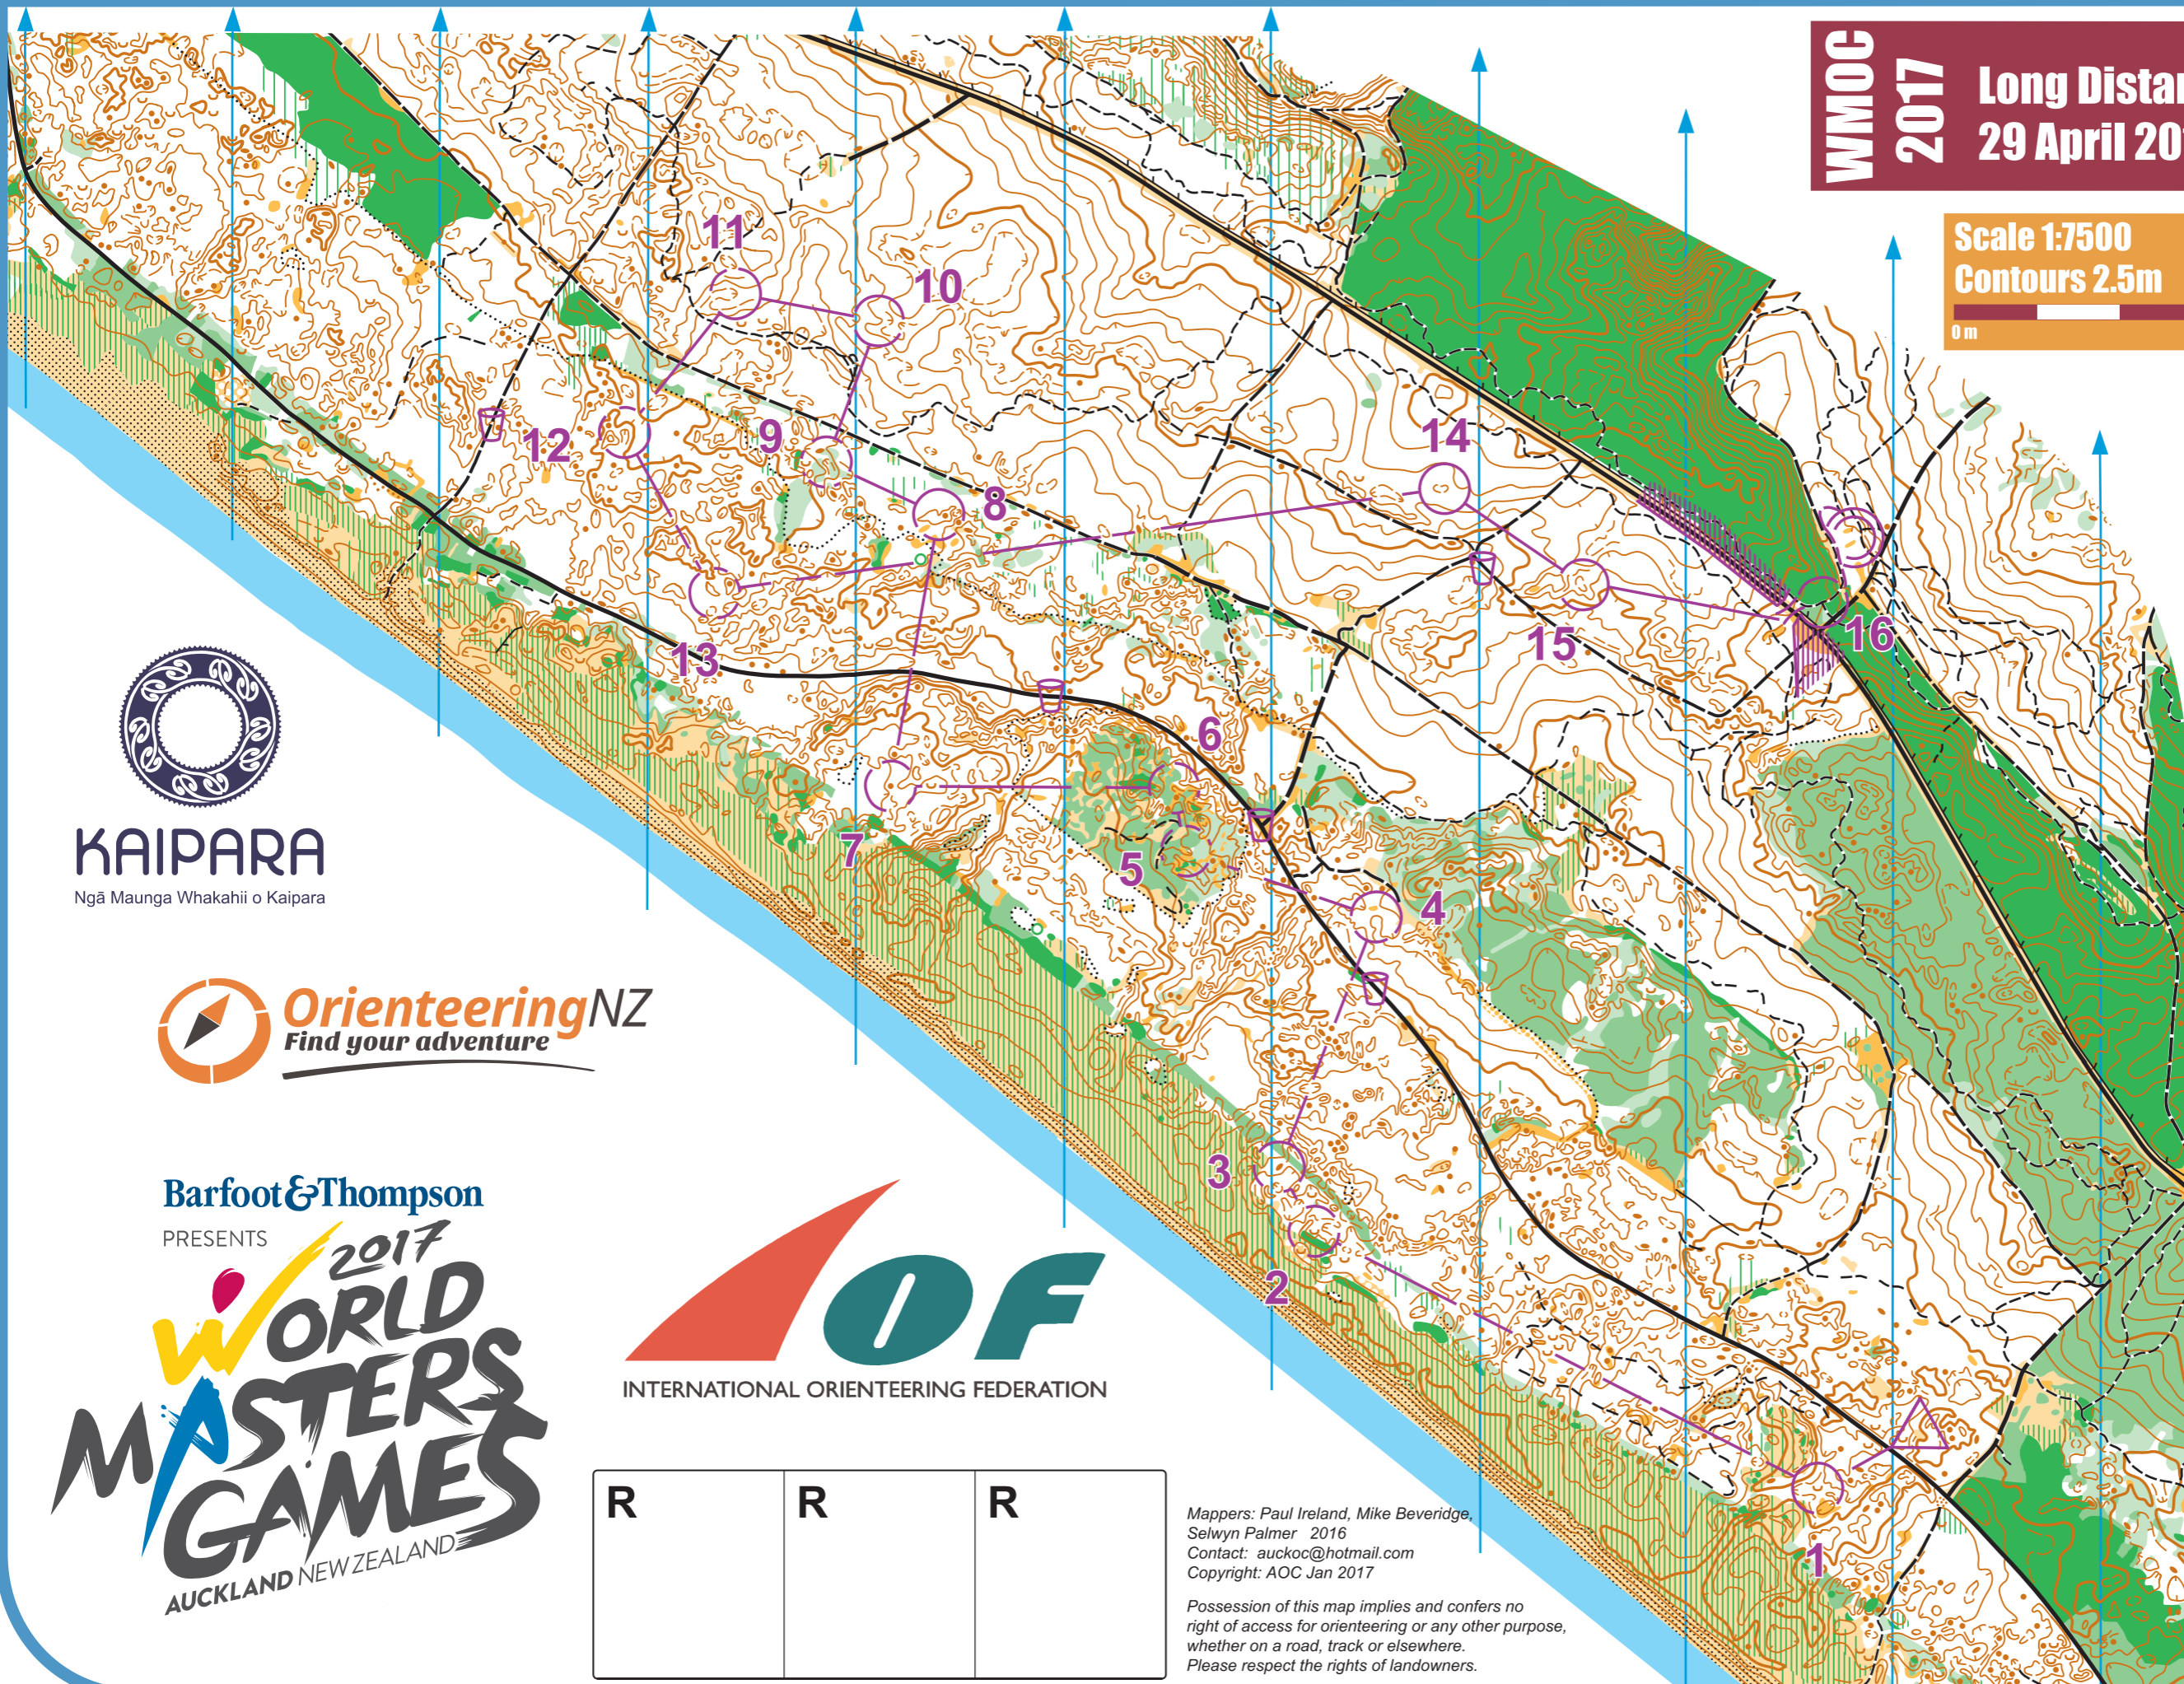 WMOC
2017
Long Distan
29 April 20
Scale 1:7500
Contours 2.5m
0 m
11
10
14
12
9
8
16
15
13
6
7
5
4
3
2
1
KAIPARA
Ngā Maunga Whakahii o Kaipara
OrienteeringNZ
Find your adventure
Barfoot&Thompson
PRESENTS
2017
WORLD
MASTERS
GAMES
AUCKLAND NEW ZEALAND
IOF
INTERNATIONAL ORIENTEERING FEDERATION
R R R
Mappers: Paul Ireland, Mike Beveridge,
Selwyn Palmer 2016
Contact: auckoc@hotmail.com
Copyright: AOC Jan 2017
Possession of this map implies and confers no
right of access for orienteering or any other purpose,
whether on a road, track or elsewhere.
Please respect the rights of landowners.